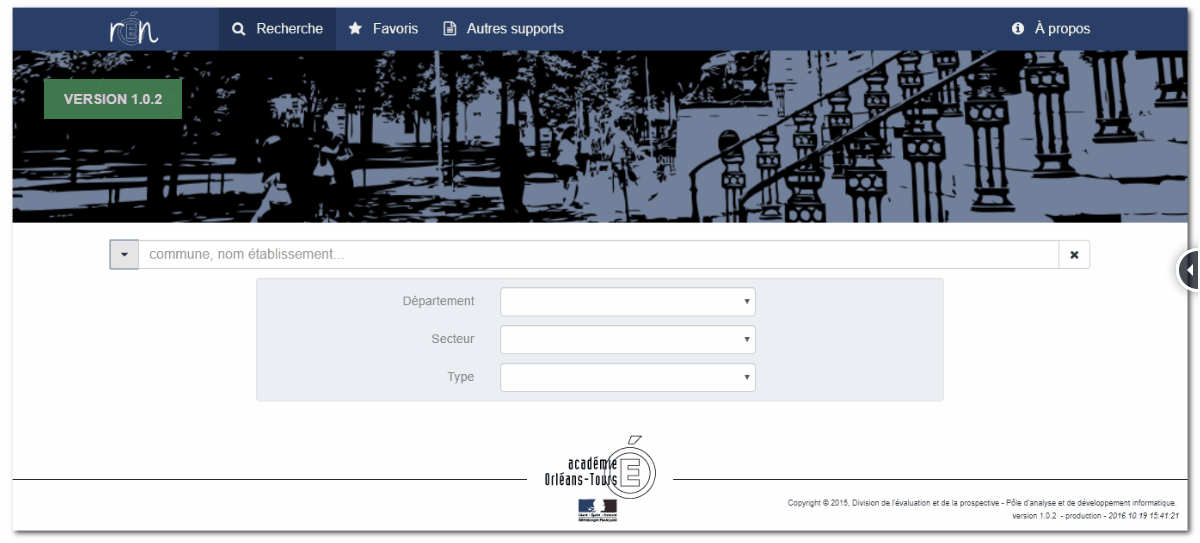 rén
Recherche
Favoris
Autres supports
À propos
VERSION 1.0.2
commune, nom établissement...
Département
Secteur
Type
académie
Orléans-Tours
É
Copyright © 2015, Division de l'évaluation et de la prospective - Pôle d'analyse et de développement informatique.
version 1.0.2 - production - 2016.10.19 15:41:21